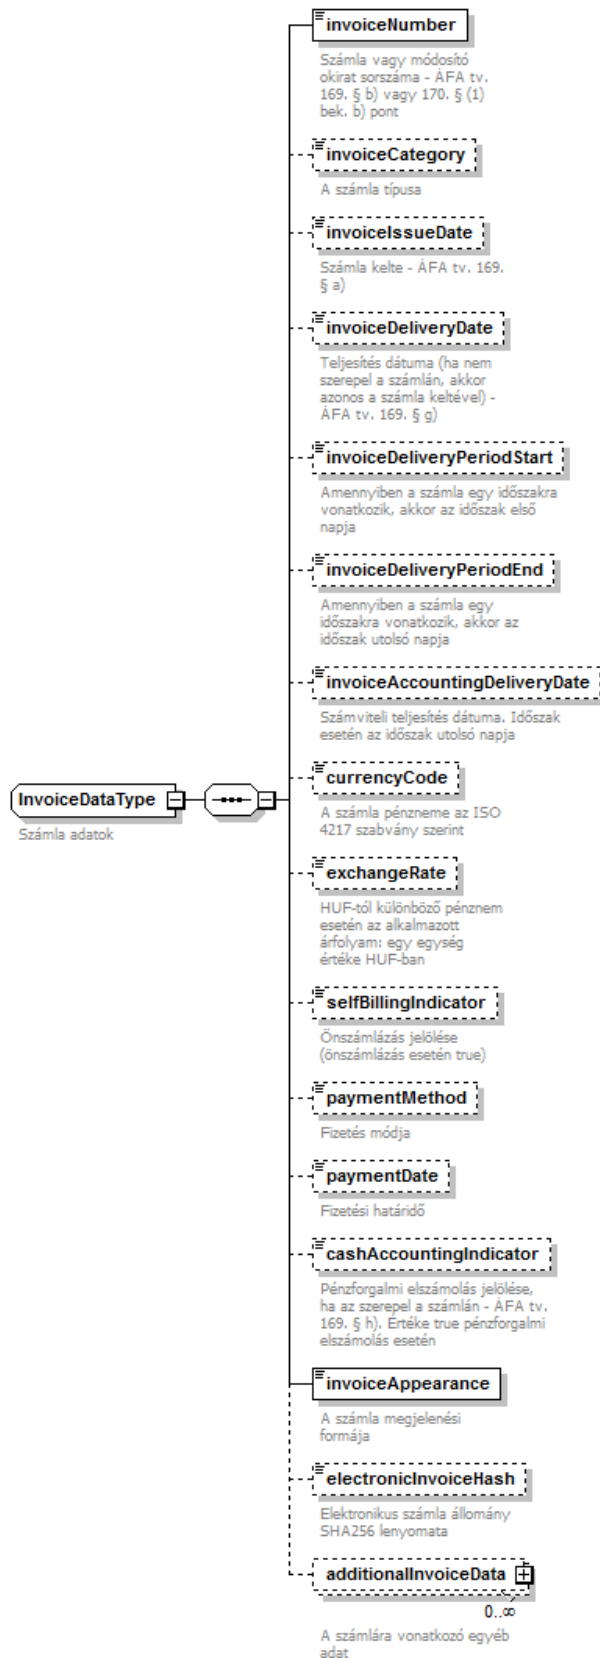 invoiceNumber
Számla vagy módosító
okirat sorszáma - ÁFA tv.
169. § b) vagy 170. § (1)
bek. b) pont
invoiceCategory
A számla típusa
invoiceIssueDate
Számla kelte - ÁFA tv. 169.
§ a)
invoiceDeliveryDate
Teljesítés dátuma (ha nem
szerepel a számlán, akkor
azonos a számla keltével) -
ÁFA tv. 169. § g)
invoiceDeliveryPeriodStart
Amennyiben a számla egy időszakra
vonatkozik, akkor az időszak első
napja
invoiceDeliveryPeriodEnd
Amennyiben a számla egy
időszakra vonatkozik, akkor az
időszak utolsó napja
invoiceAccountingDeliveryDate
Számviteli teljesítés dátuma. Időszak
esetén az időszak utolsó napja
InvoiceDataType
Számla adatok
currencyCode
A számla pénzneme az ISO
4217 szabvány szerint
exchangeRate
HUF-tól különböző pénznem
esetén az alkalmazott
árfolyam: egy egység
értéke HUF-ban
selfBillingIndicator
Önszámlázás jelölése
(önszámlázás esetén true)
paymentMethod
Fizetés módja
paymentDate
Fizetési határidő
cashAccountingIndicator
Pénzforgalmi elszámolás jelölése,
ha az szerepel a számlán - ÁFA tv.
169. § h). Értéke true pénzforgalmi
elszámolás esetén
invoiceAppearance
A számla megjelenési
formája
electronicInvoiceHash
Elektronikus számla állomány
SHA256 lenyomata
additionalInvoiceData
0..∞
A számlára vonatkozó egyéb
adat